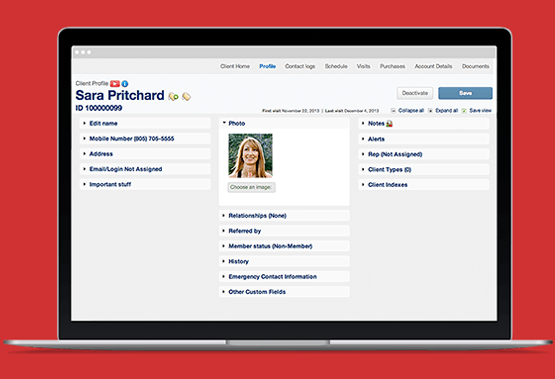 Client Home Profile Contact logs Schedule Visits Purchases Account Details Documents
Client Profile
Sara Pritchard
Deactivate Save
ID 100000099
First visit November 22, 2013 | Last visit December 4, 2013 Collapse all Expand all Save view
Edit name
Mobile Number (805) 705-5555
Address
Email/Login Not Assigned
Important stuff
Photo
Choose an image:
Relationships (None)
Referred by
Member status (Non-Member)
History
Emergency Contact Information
Other Custom Fields
Notes
Alerts
Rep (Not Assigned)
Client Types (0)
Client Indexes